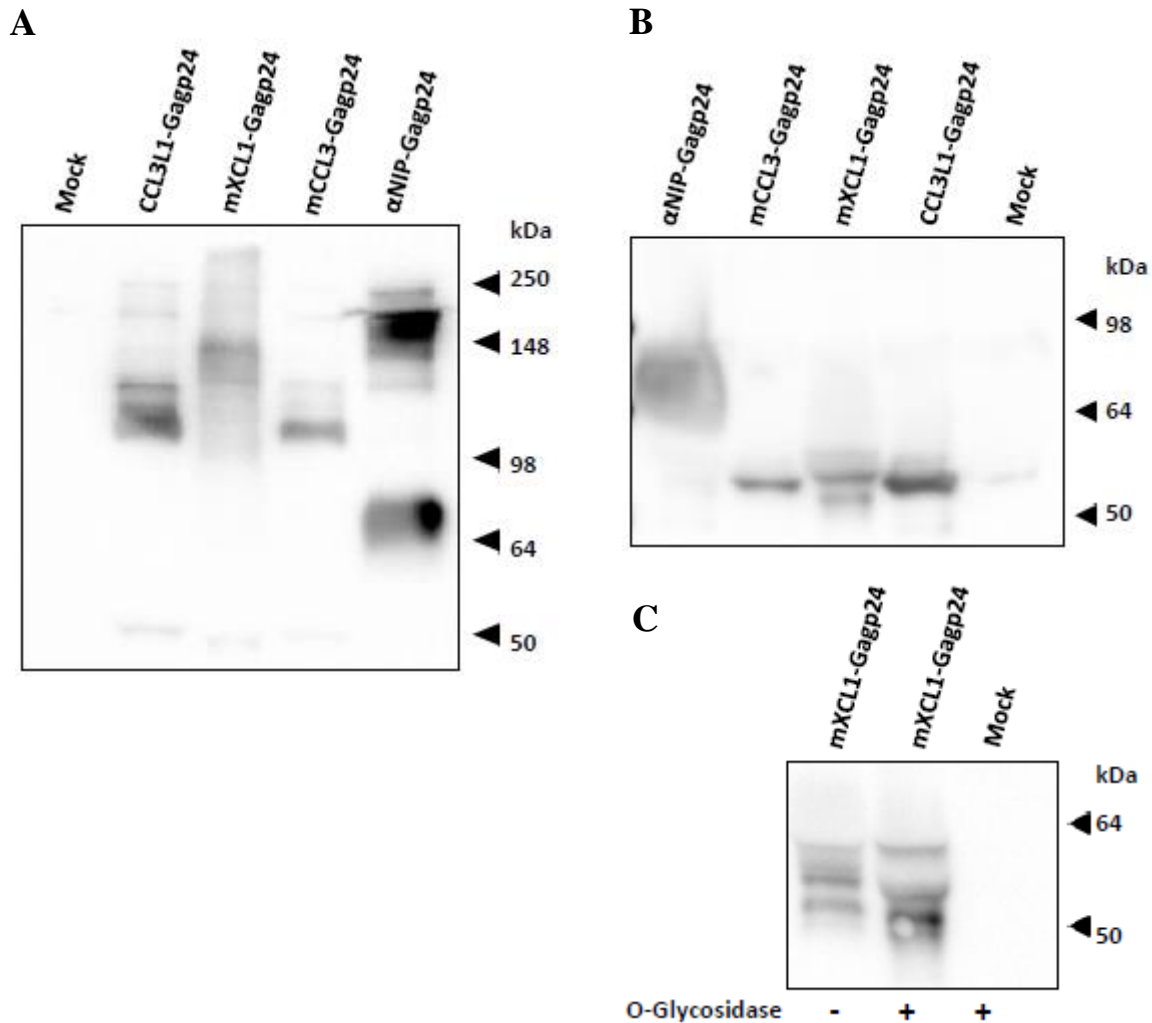 A
Mock
CCL3L1-Gagp24
mXCL1-Gagp24
mCCL3-Gagp24
αNIP-Gagp24
kDa
250
148
98
64
50
B
αNIP-Gagp24
mCCL3-Gagp24
mXCL1-Gagp24
CCL3L1-Gagp24
Mock
kDa
98
64
50
C
mXCL1-Gagp24
mXCL1-Gagp24
Mock
kDa
64
50
O-Glycosidase - + +